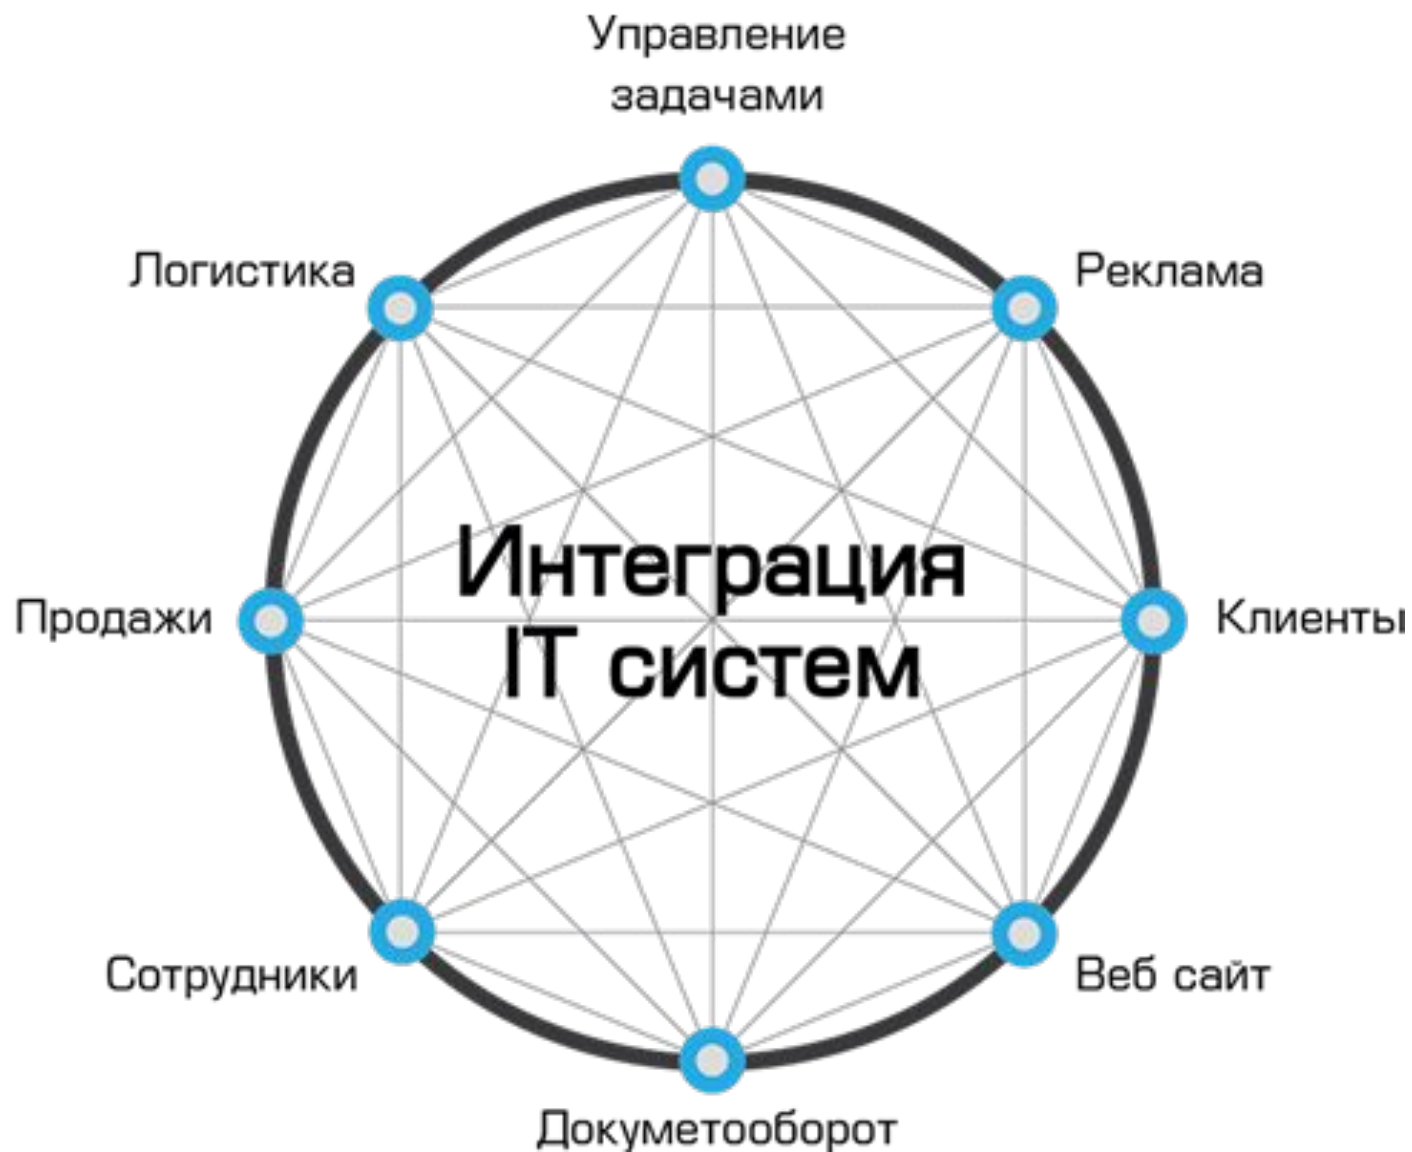 Управление
задачами
Логистика
Реклама
Интеграция
IT систем
Продажи
Клиенты
Сотрудники
Веб сайт
Докуметооборот